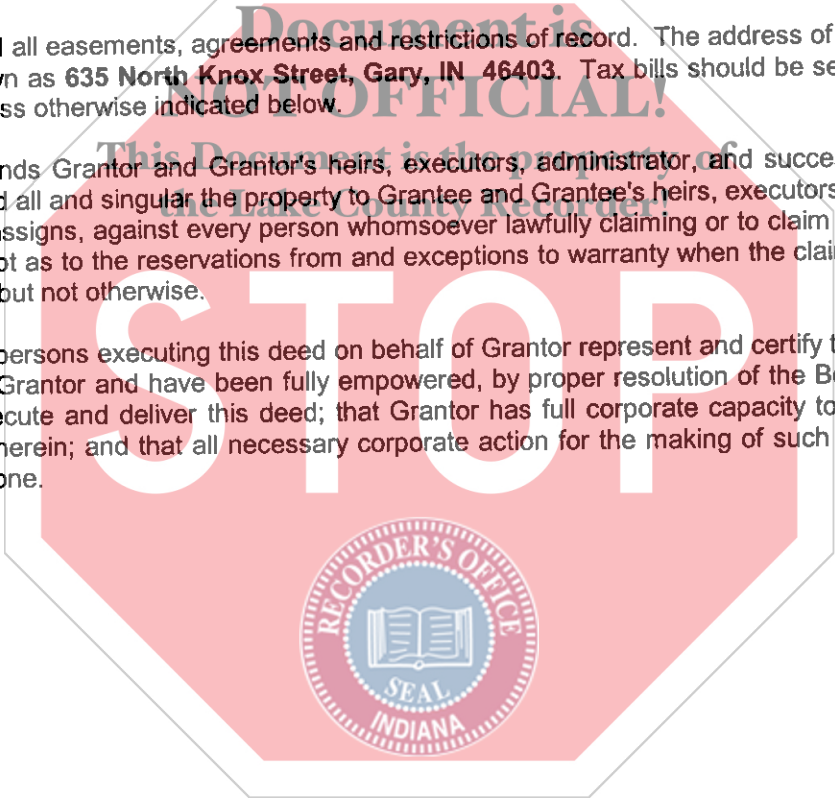 Document is
all easements, agreements and restrictions of record. The address of
n as 635 North Knox Street, Gary, IN 46403. Tax bills should be se
NOT OFFICIAL!
ss otherwise indicated below.
This Document is the property of
nds Grantor and Grantor's heirs, executors, administrator, and succe
all and singular the property to Grantee and Grantee's heirs, executors
the Lake County Recorder!
ssigns, against every person whomsoever lawfully claiming or to claim
ot as to the reservations from and exceptions to warranty when the clai
but not otherwise.
STOP
persons executing this deed on behalf of Grantor represent and certify t
Grantor and have been fully empowered, by proper resolution of the B
cute and deliver this deed; that Grantor has full corporate capacity to
herein; and that all necessary corporate action for the making of such
one.
RECORDER'S OFFICE
SEAL
INDIANA